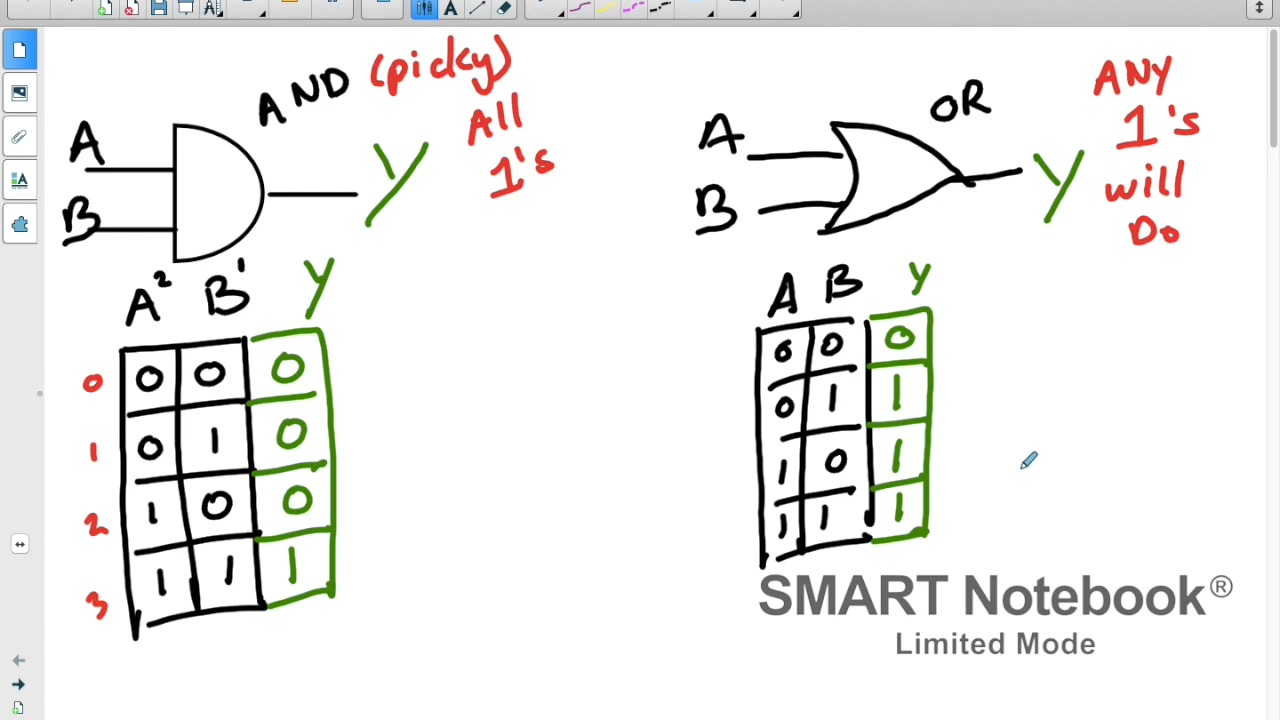 AND (picky)
All
1's
A
B
Y
A² B¹ Y
0 0 0 0
1 0 1 0
2 1 0 0
3 1 1 1
OR
ANY
1's
will
Do
A
B
Y
A B Y
0 0 0
0 1 1
1 0 1
1 1 1
SMART Notebook®
Limited Mode